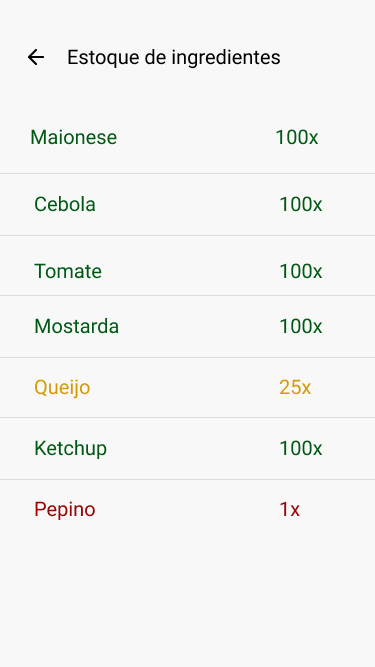 Estoque de ingredientes
Maionese 100x
Cebola 100x
Tomate 100x
Mostarda 100x
Queijo 25x
Ketchup 100x
Pepino 1x